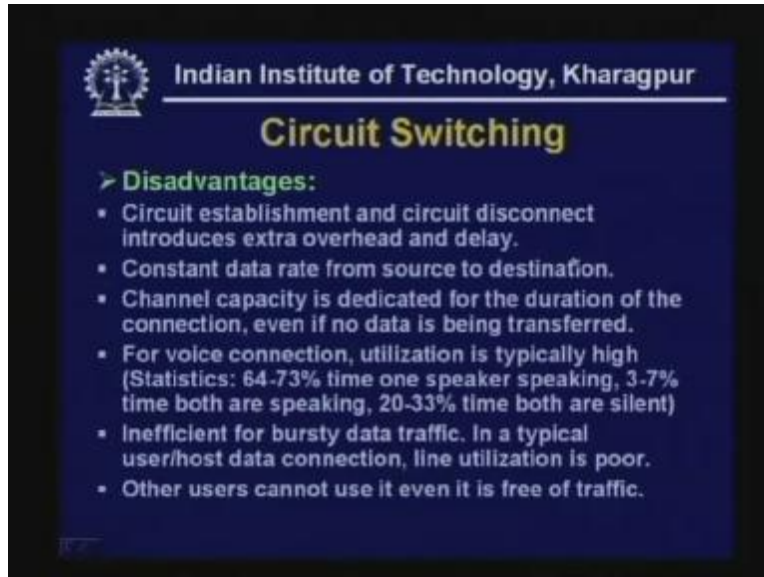 Indian Institute of Technology, Kharagpur
Circuit Switching
➢ Disadvantages:
▪ Circuit establishment and circuit disconnect
introduces extra overhead and delay.
▪ Constant data rate from source to destination.
▪ Channel capacity is dedicated for the duration of the
connection, even if no data is being transferred.
▪ For voice connection, utilization is typically high
(Statistics: 64-73% time one speaker speaking, 3-7%
time both are speaking, 20-33% time both are silent)
▪ Inefficient for bursty data traffic. In a typical
user/host data connection, line utilization is poor.
▪ Other users cannot use it even it is free of traffic.